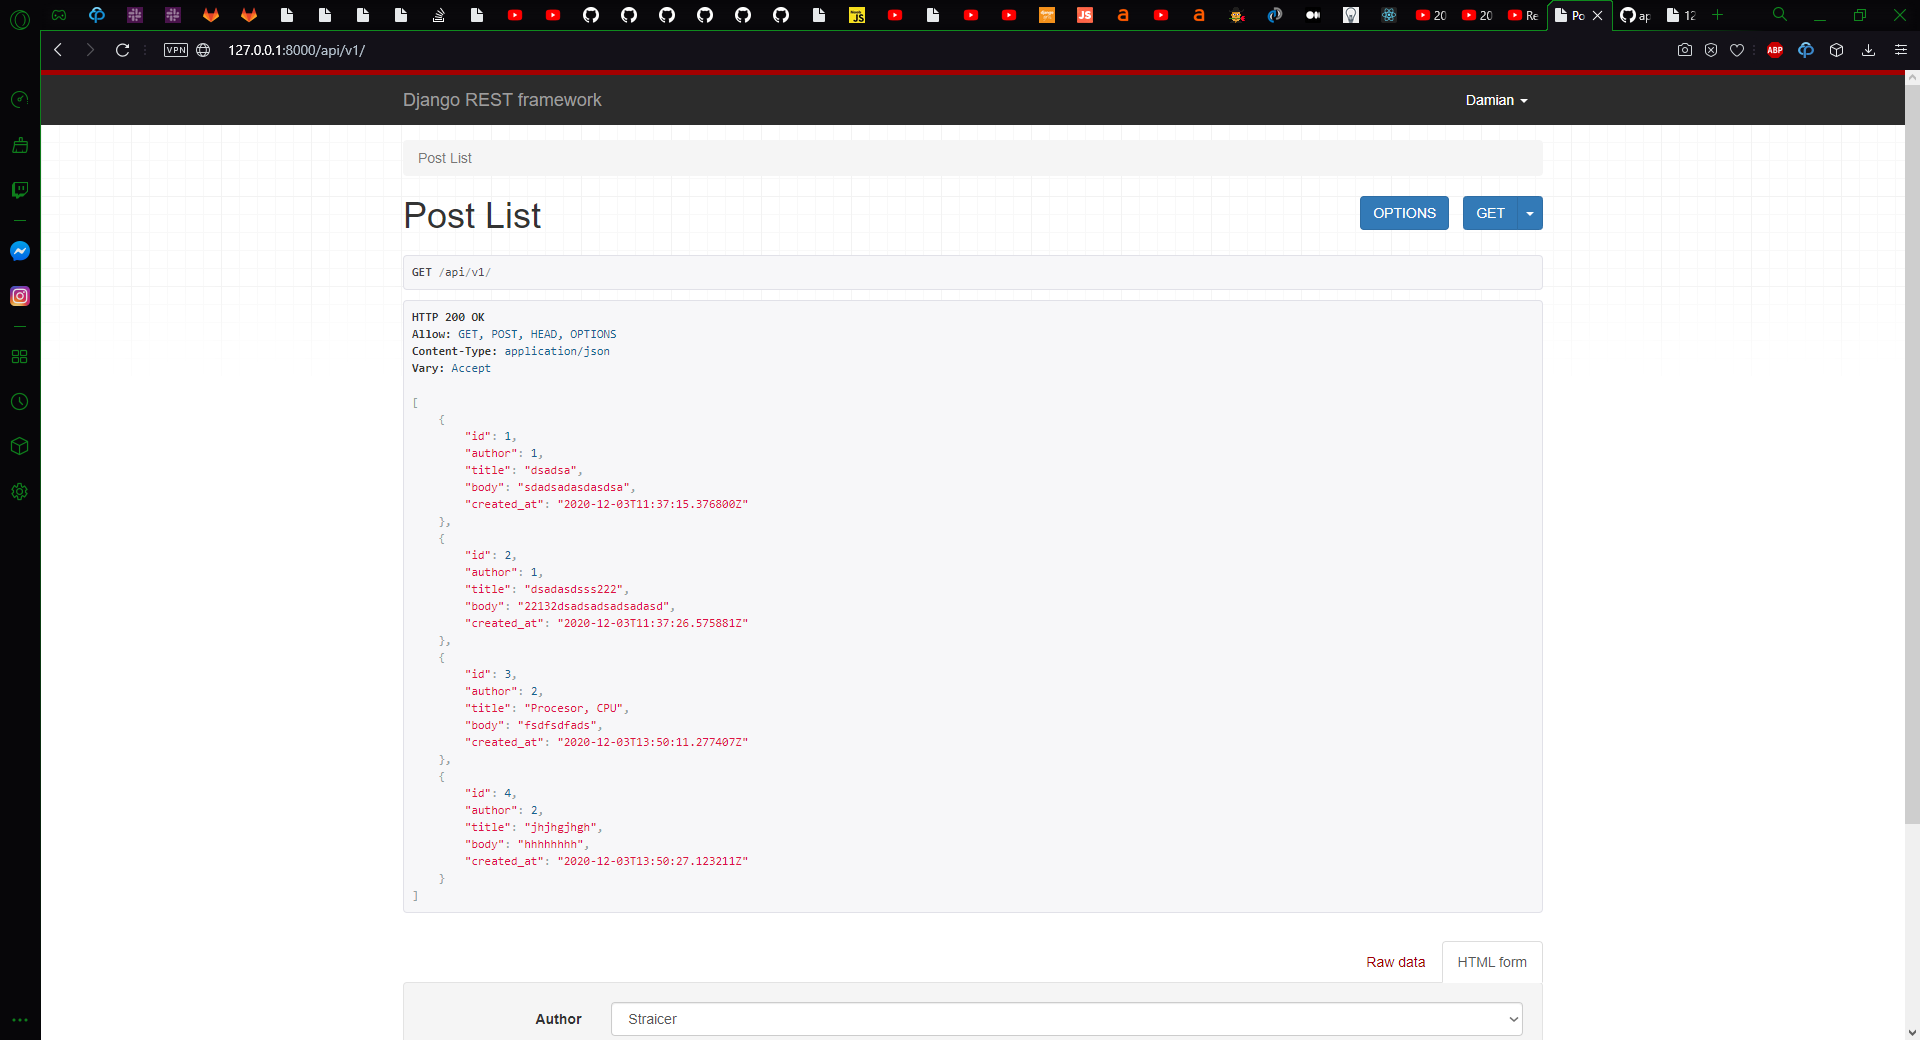 20
20
Re
Po
ap
12
VPN
127.0.0.1:8000/api/v1/
ABP
Django REST framework
Damian
Post List
Post List
OPTIONS
GET
GET /api/v1/
HTTP 200 OK
Allow: GET, POST, HEAD, OPTIONS
Content-Type: application/json
Vary: Accept
[
{
"id": 1,
"author": 1,
"title": "dsadsa",
"body": "sdadsadasdasdsa",
"created_at": "2020-12-03T11:37:15.376800Z"
},
{
"id": 2,
"author": 1,
"title": "dsadasdsss222",
"body": "22132dsadsadsadsadasd",
"created_at": "2020-12-03T11:37:26.575881Z"
},
{
"id": 3,
"author": 2,
"title": "Procesor, CPU",
"body": "fsdfsdfads",
"created_at": "2020-12-03T13:50:11.277407Z"
},
{
"id": 4,
"author": 2,
"title": "jhjhgjhgh",
"body": "hhhhhhhh",
"created_at": "2020-12-03T13:50:27.123211Z"
}
]
Raw data
HTML form
Author
Straicer